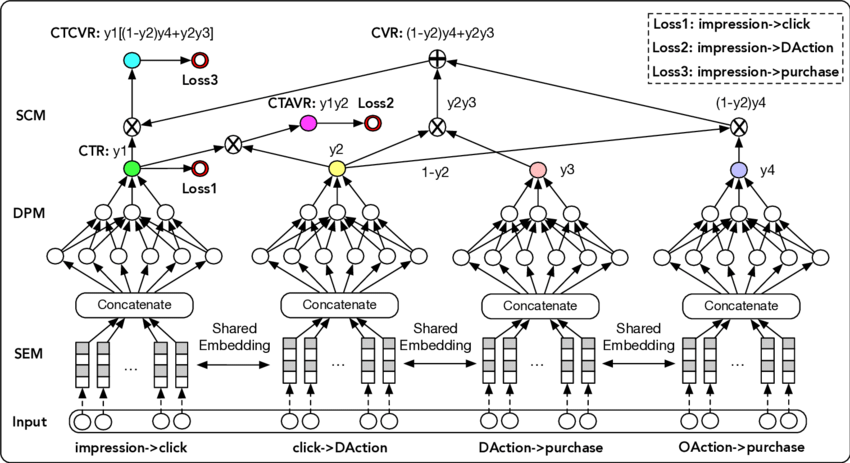 CTCVR: y1[(1-y2)y4+y2y3]
CVR: (1-y2)y4+y2y3
Loss1: impression->click
Loss2: impression->DAction
Loss3: impression->purchase
Loss3
SCM
CTAVR: y1y2
Loss2
y2y3
(1-y2)y4
CTR: y1
Loss1
y2
1-y2
y3
y4
DPM
Concatenate
Concatenate
Concatenate
Concatenate
SEM
Shared
Embedding
Shared
Embedding
Shared
Embedding
...
...
...
...
Input
impression->click
click->DAction
DAction->purchase
OAction->purchase